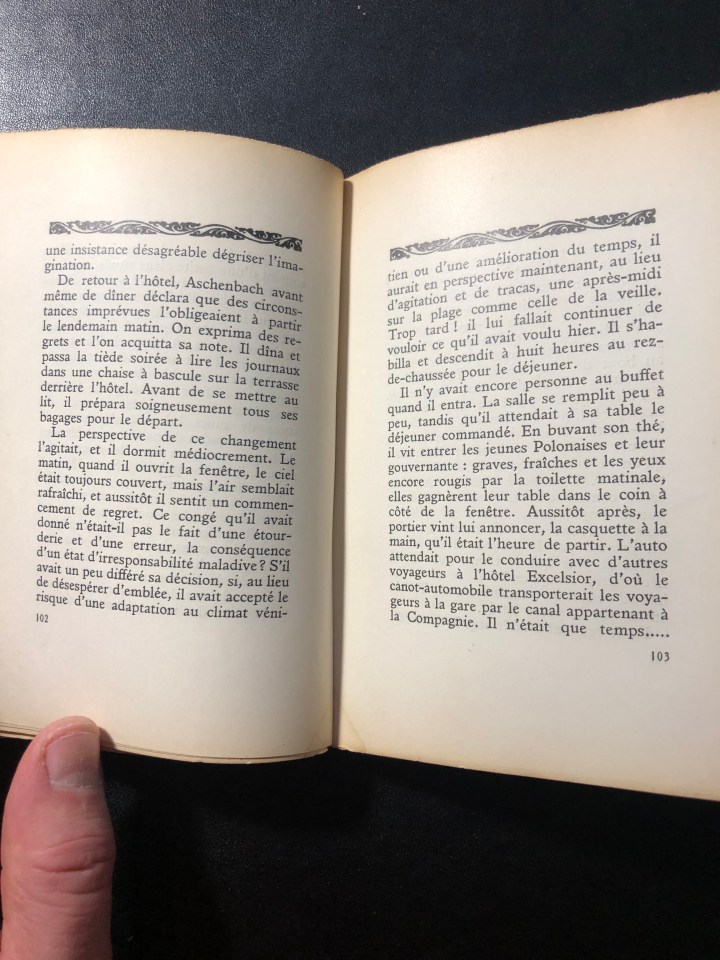 une insistance désagréable dégriser l'ima-
gination.
De retour à l'hôtel, Aschenbach avant
même de dîner déclara que des circons-
tances imprévues l'obligeaient à partir
le lendemain matin. On exprima des re-
grets et l'on acquitta sa note. Il dîna et
passa la tiède soirée à lire les journaux
dans une chaise à bascule sur la terrasse
derrière l'hôtel. Avant de se mettre au
lit, il prépara soigneusement tous ses
bagages pour le départ.
La perspective de ce changement
l'agitait, et il dormit médiocrement. Le
matin, quand il ouvrit la fenêtre, le ciel
était toujours couvert, mais l'air semblait
rafraîchi, et aussitôt il sentit un commen-
cement de regret. Ce congé qu'il avait
donné n'était-il pas le fait d'une étour-
derie et d'une erreur, la conséquence
d'un état d'irresponsabilité maladive ? S'il
avait un peu différé sa décision, si, au lieu
de désespérer d'emblée, il avait accepté le
risque d'une adaptation au climat véni-
102
tien ou d'une amélioration du temps, il
aurait en perspective maintenant, au lieu
d'agitation et de tracas, une après-midi
sur la plage comme celle de la veille.
Trop tard ! il lui fallait continuer de
vouloir ce qu'il avait voulu hier. Il s'ha-
billa et descendit à huit heures au rez-
de-chaussée pour le déjeuner.
Il n'y avait encore personne au buffet
quand il entra. La salle se remplit peu à
peu, tandis qu'il attendait à sa table le
déjeuner commandé. En buvant son thé,
il vit entrer les jeunes Polonaises et leur
gouvernante : graves, fraîches et les yeux
encore rougis par la toilette matinale,
elles gagnèrent leur table dans le coin à
côté de la fenêtre. Aussitôt après, le
portier vint lui annoncer, la casquette à la
main, qu'il était l'heure de partir. L'auto
attendait pour le conduire avec d'autres
voyageurs à l'hôtel Excelsior, d'où le
canot-automobile transporterait les voya-
geurs à la gare par le canal appartenant à
la Compagnie. Il n'était que temps.....
103